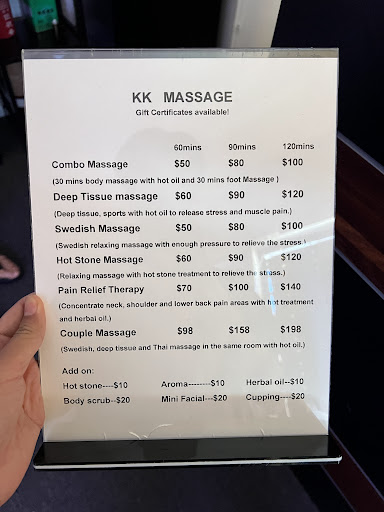 KK MASSAGE
Gift Certificates available!
60mins 90mins 120mins
Combo Massage $50 $80 $100
(30 mins body massage with hot oil and 30 mins foot Massage )
Deep Tissue massage $60 $90 $120
(Deep tissue, sports with hot oil to release stress and muscle pain.)
Swedish Massage $50 $80 $100
(Swedish relaxing massage with enough pressure to relieve the stress.)
Hot Stone Massage $60 $90 $120
(Relaxing massage with hot stone treatment to relieve the stress.)
Pain Relief Therapy $70 $100 $140
(Concentrate neck, shoulder and lower back pain areas with hot treatment
and herbal oil.)
Couple Massage $98 $158 $198
(Swedish, deep tissue and Thai massage in the same room with hot oil.)
Add on:
Hot stone----$10 Aroma--------$10 Herbal oil--$10
Body scrub--$20 Mini Facial---$20 Cupping----$20